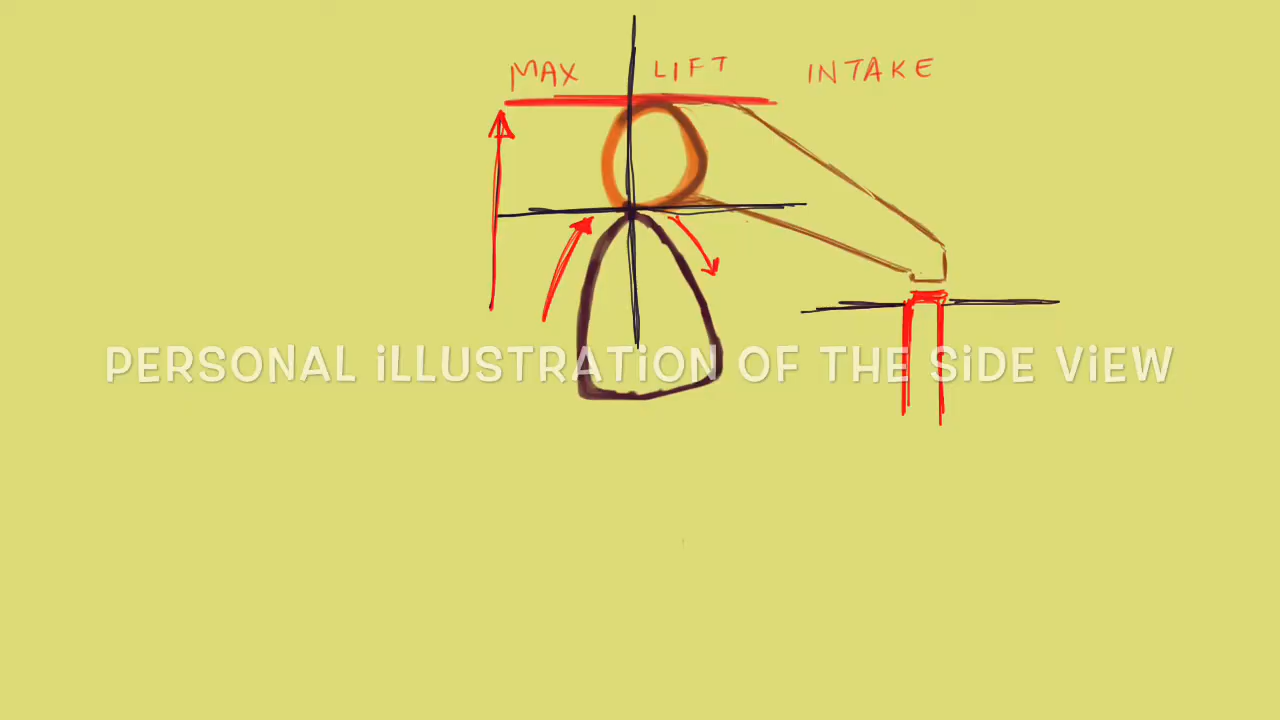 MAX LIFT INTAKE
PERSONAL iLLUSTRATiON OF THE SiDE ViEW